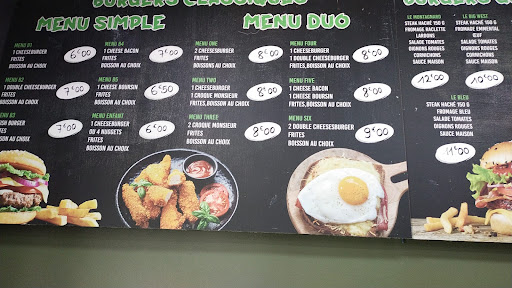 BURGERS CLASSIQUES
MENU SIMPLE
MENU B1
1 CHEESEBURGER
FRITES
BOISSON AU CHOIX
6€00
MENU B2
1 DOUBLE CHEESEBURGER
FRITES
BOISSON AU CHOIX
7€00
7€00
MENU B4
1 CHEESE BACON
FRITES
BOISSON AU CHOIX
7€00
MENU B5
1 CHEESE BOURSIN
FRITES
BOISSON AU CHOIX
6€50
MENU ENFANT
1 CHEESEBURGER
OU 4 NUGGETS
FRITES
BOISSON AU CHOIX
6€00
MENU DUO
MENU ONE
2 CHEESEBURGER
FRITES
BOISSON AU CHOIX
8€00
MENU TWO
1 CHEESEBURGER
1 CROQUE MONSIEUR
FRITES, BOISSON AU CHOIX
8€00
MENU THREE
2 CROQUE MONSIEUR
FRITES
BOISSON AU CHOIX
8€00
MENU FOUR
1 CHEESEBURGER
1 DOUBLE CHEESEBURGER
FRITES, BOISSON AU CHOIX
8€00
MENU FIVE
1 CHEESE BACON
1 CHEESE BOURSIN
FRITES, BOISSON AU CHOIX
8€00
MENU SIX
2 DOUBLE CHEESEBURGER
FRITES
BOISSON AU CHOIX
9€00
BURGERS
LE MONTAGNARD
STEAK HACHÉ 150 G
FROMAGE RACLETTE
LARDONS
SALADE TOMATES
OIGNONS ROUGES
CORNICHONS
SAUCE MAISON
12€00
LE BIG WEST
STEAK HACHÉ 150 G
FROMAGE EMMENTAL
ŒUF
SALADE TOMATES
OIGNONS ROUGES
SAUCE MAISON
10€00
LE BLEU
STEAK HACHÉ 150 G
FROMAGE BLEU
SALADE TOMATES
OIGNONS ROUGES
SAUCE MAISON
11€00